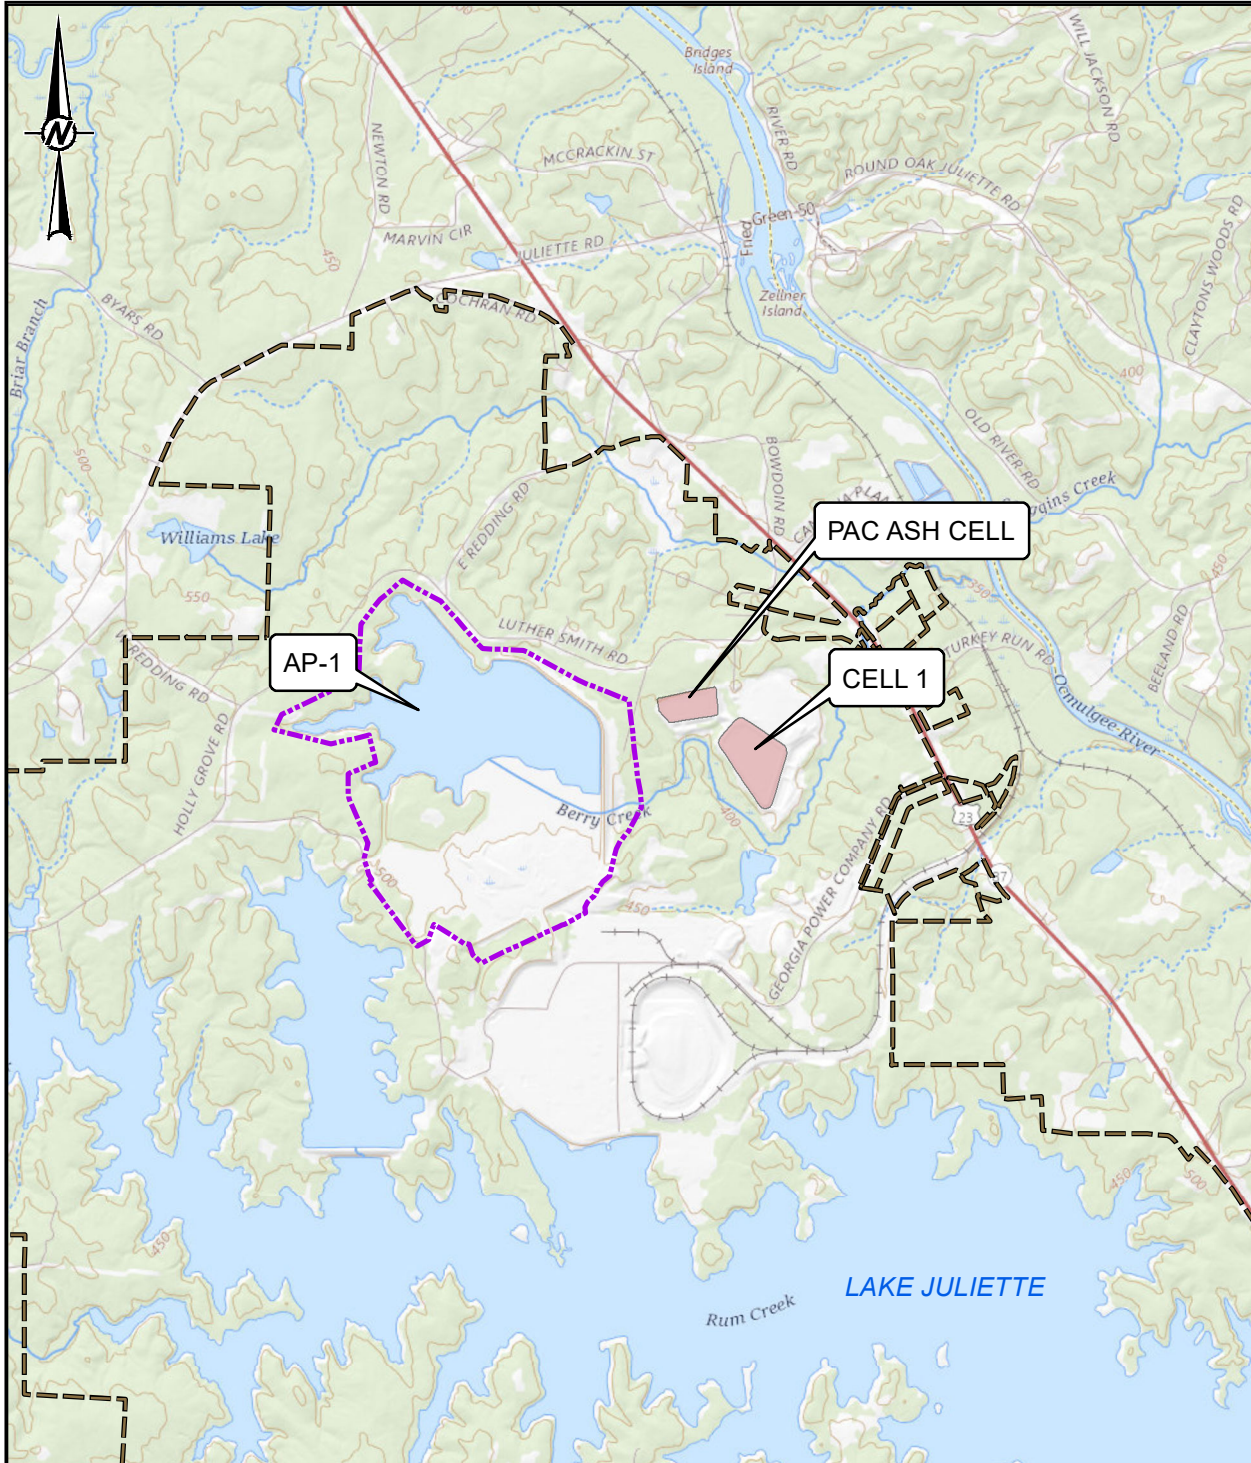 Bridges
Island
WILL JACKSON RD
RIVER RD
N
NEWTON RD
MCCRACKIN ST
ROUND OAK JULIETTE RD
Green 50
Fried
MARVIN CIR
JULIETTE RD
450
CLAYTONS WOODS RD
Zellner
Island
BYARS RD
COCHRAN RD
Briar Branch
400
OLD RIVER RD
500
BOWDOIN RD
E REDDING RD
PAC ASH CELL
Williams Lake
550
350
450
LUTHER SMITH RD
TURKEY RUN RD
BEELAND RD
AP-1
CELL 1
REDDING RD
Ocmulgee River
HOLLY GROVE RD
Berry Creek
400
23
GEORGIA POWER COMPANY RD
500
450
450
500
450
LAKE JULIETTE
Rum Creek